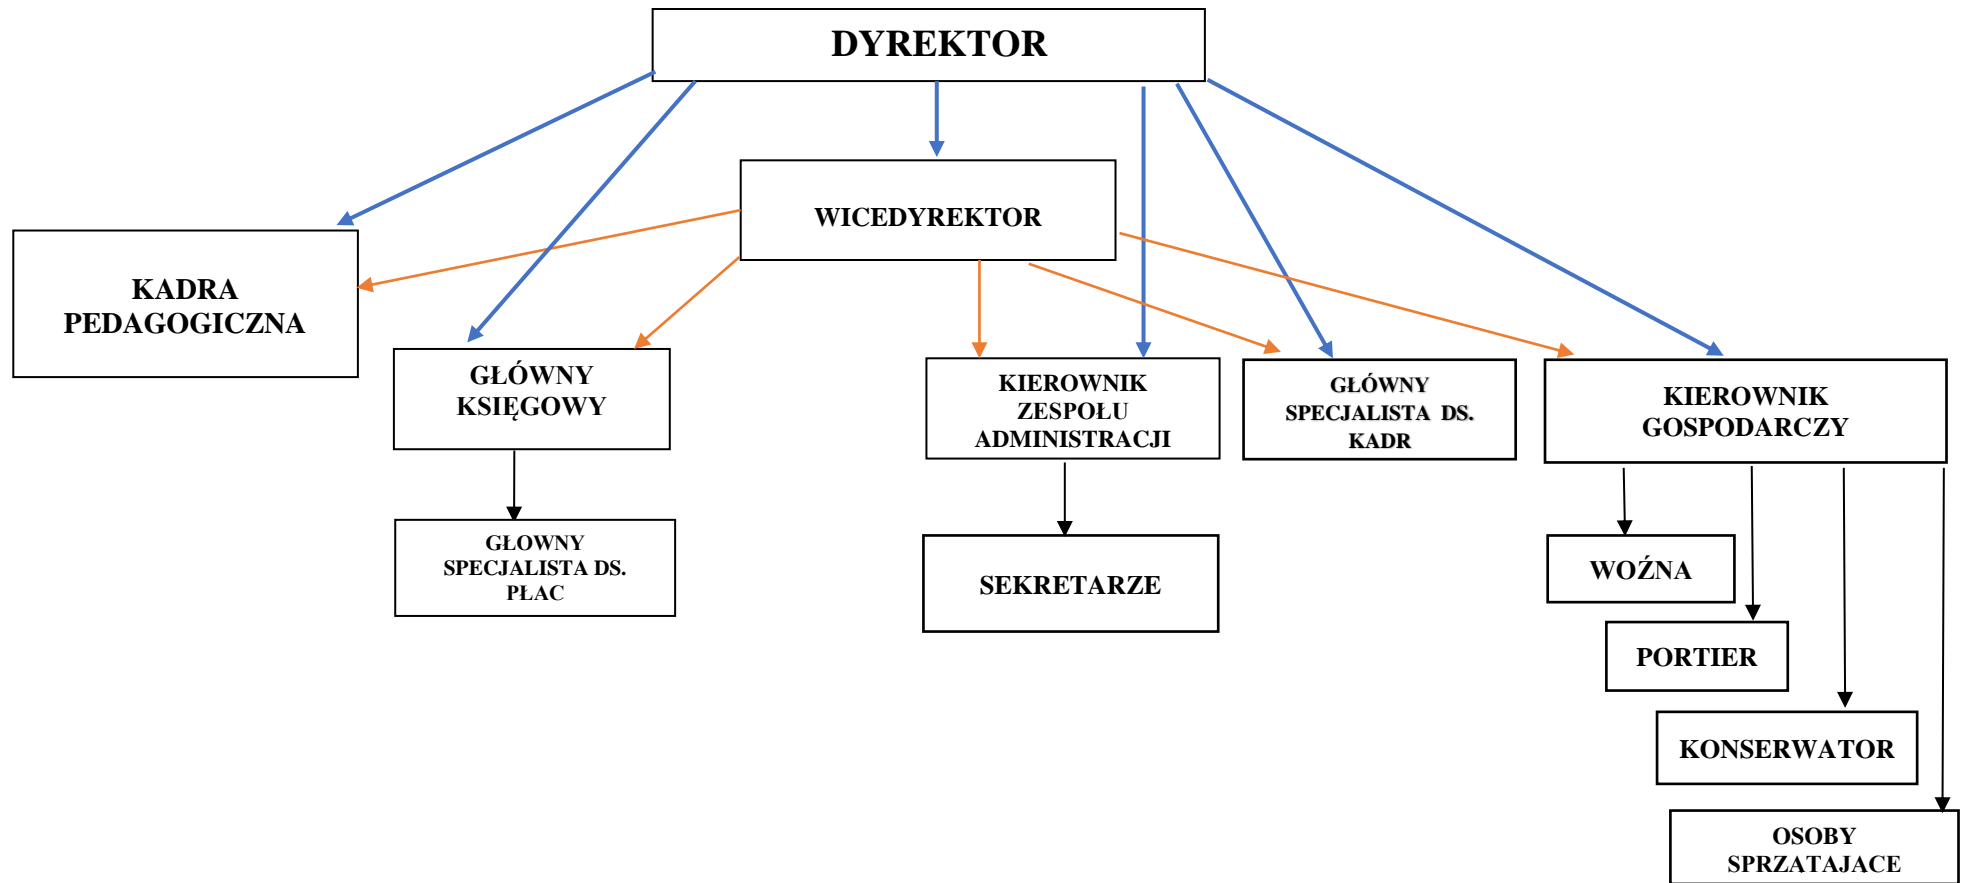 DYREKTOR
WICEDYREKTOR
KADRA
PEDAGOGICZNA
GŁÓWNY
KSIĘGOWY
KIEROWNIK
ZESPOŁU
ADMINISTRACJI
GŁÓWNY
SPECJALISTA DS.
KADR
KIEROWNIK
GOSPODARCZY
GŁOWNY
SPECJALISTA DS.
PŁAC
SEKRETARZE
WOŹNA
PORTIER
KONSERWATOR
OSOBY
SPRZĄTAJACE